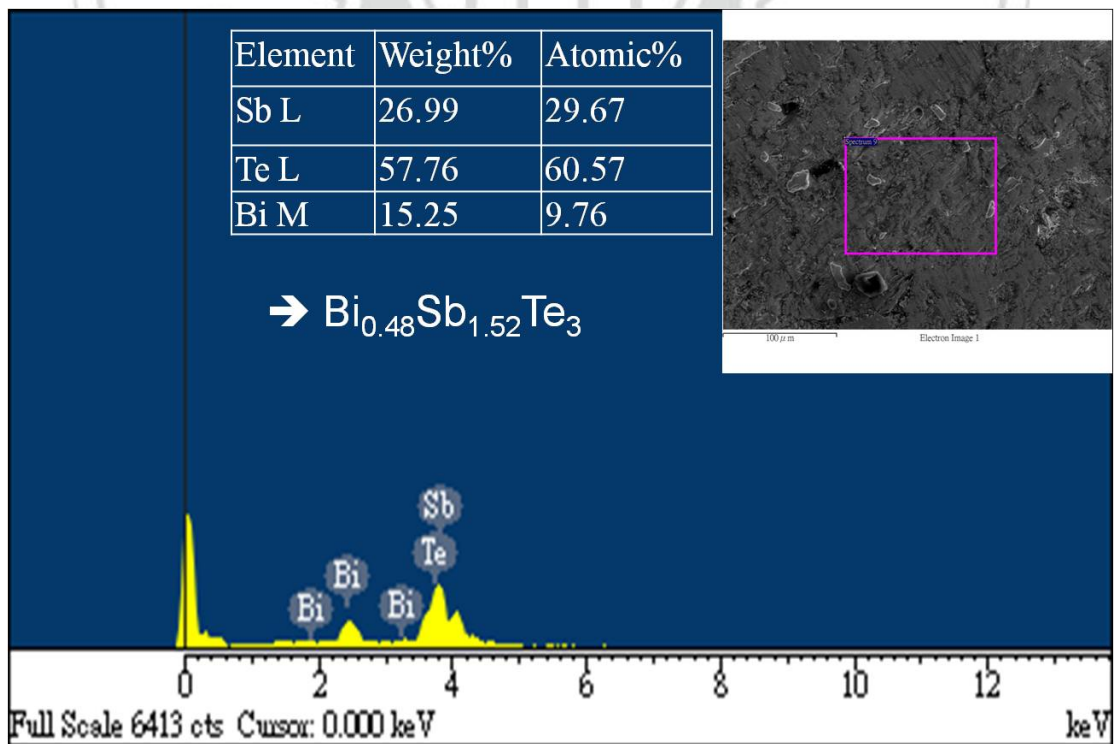 Element Weight% Atomic%
Sb L 26.99 29.67
Te L 57.76 60.57
Bi M 15.25 9.76
➔ Bi0.48Sb1.52Te3
Spectrum 9
100μm Electron Image 1
Sb
Te
Bi
Bi
Bi
0 2 4 6 8 10 12
Full Scale 6413 cts Cursor: 0.000 keV keV